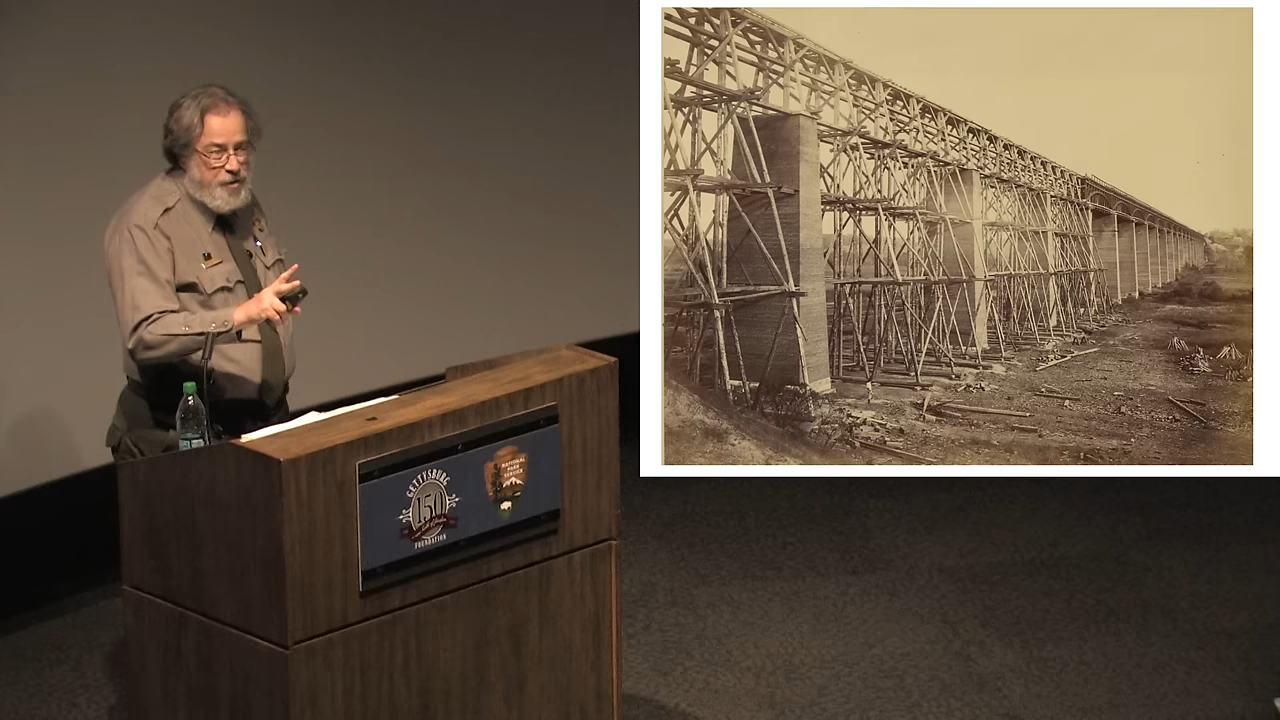 GETTYSBURG
150
FOUNDATION
NATIONAL
PARK
SERVICE